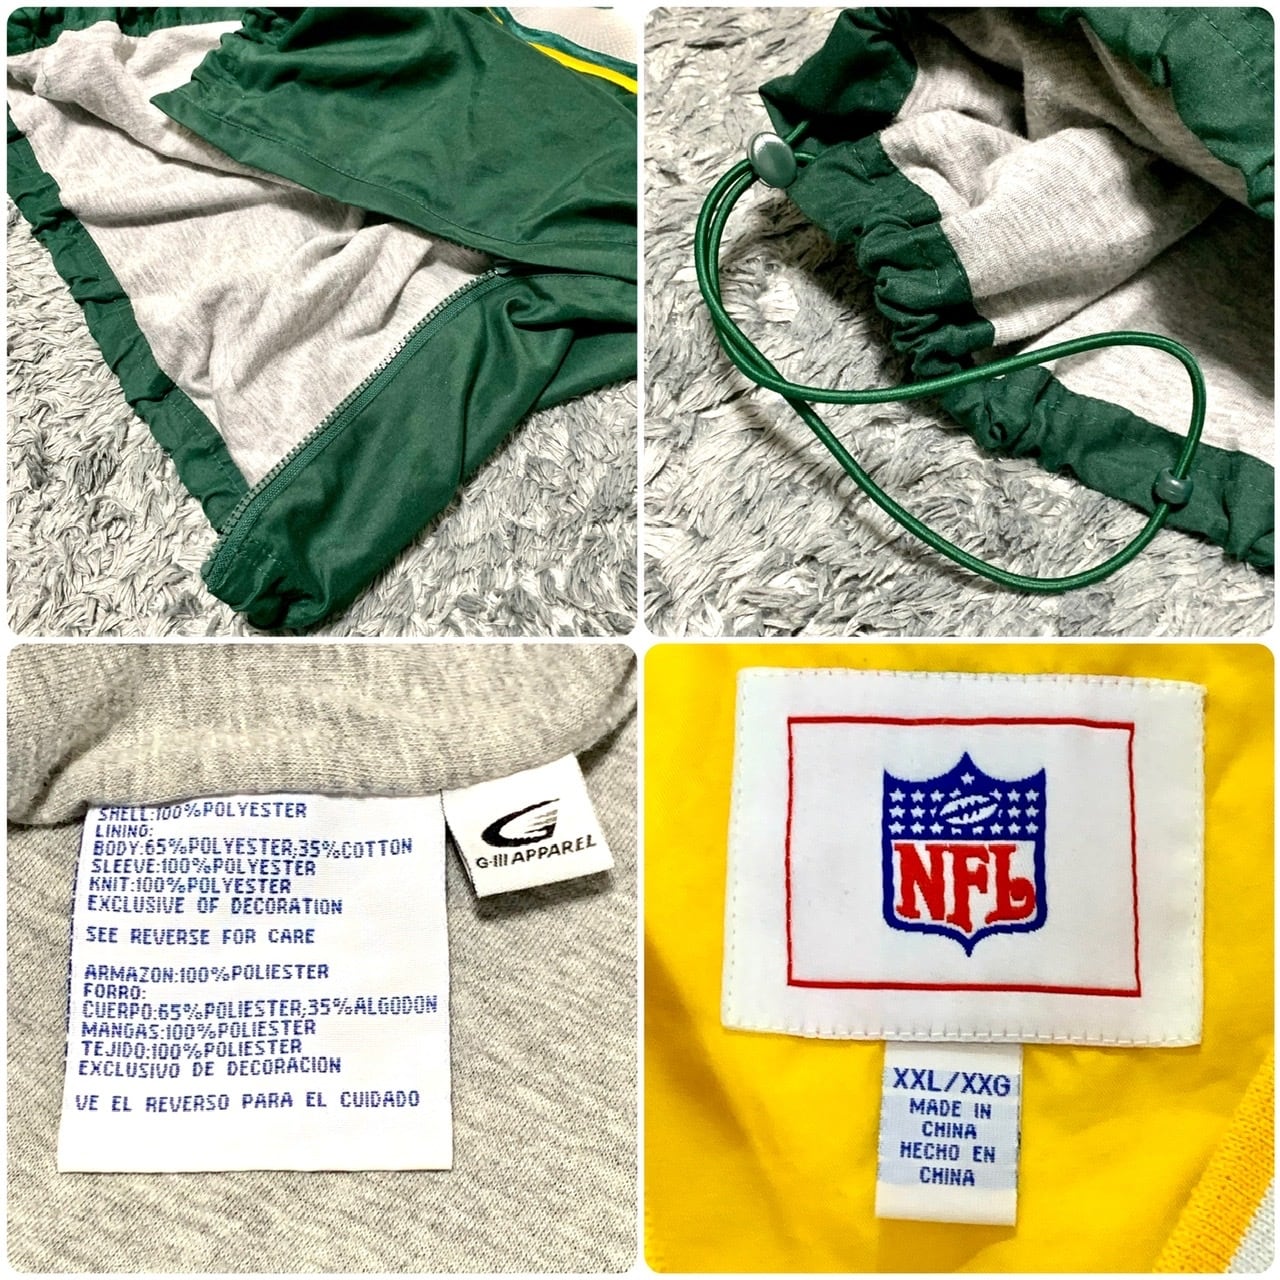 SHELL:100%POLYESTER
LINING:
BODY:65%POLYESTER,35%COTTON
SLEEVE:100%POLYESTER
KNIT:100%POLYESTER
EXCLUSIVE OF DECORATION
SEE REVERSE FOR CARE
ARMAZON:100%POLIESTER
FORRO:
CUERPO:65%POLIESTER,35%ALGODON
MANGAS:100%POLIESTER
TEJIDO:100%POLIESTER
EXCLUSIVO DE DECORACION
VE EL REVERSO PARA EL CUIDADO
G-III APPAREL
NFL
XXL/XXG
MADE IN
CHINA
HECHO EN
CHINA